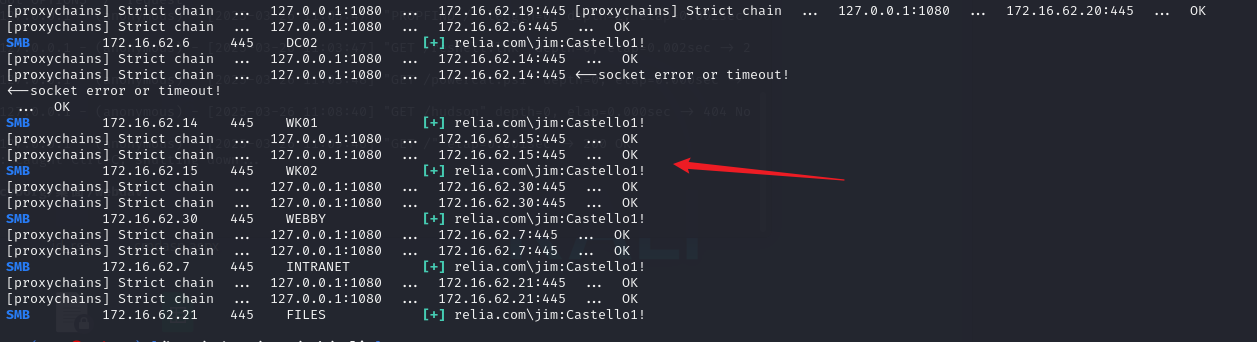 [proxychains] Strict chain ... 127.0.0.1:1080 ... 172.16.62.19:445 [proxychains] Strict chain ... 127.0.0.1:1080 ... 172.16.62.20:445 ... OK
[proxychains] Strict chain ... 127.0.0.1:1080 ... 172.16.62.6:445 ... OK
SMB 172.16.62.6 445 DC02 [+] relia.com\jim:Castello1!
[proxychains] Strict chain ... 127.0.0.1:1080 ... 172.16.62.14:445 ... OK
[proxychains] Strict chain ... 127.0.0.1:1080 ... 172.16.62.14:445 <--socket error or timeout!
<--socket error or timeout!
... OK
SMB 172.16.62.14 445 WK01 [+] relia.com\jim:Castello1!
[proxychains] Strict chain ... 127.0.0.1:1080 ... 172.16.62.15:445 ... OK
[proxychains] Strict chain ... 127.0.0.1:1080 ... 172.16.62.15:445 ... OK
SMB 172.16.62.15 445 WK02 [+] relia.com\jim:Castello1!
[proxychains] Strict chain ... 127.0.0.1:1080 ... 172.16.62.30:445 ... OK
[proxychains] Strict chain ... 127.0.0.1:1080 ... 172.16.62.30:445 ... OK
SMB 172.16.62.30 445 WEBBY [+] relia.com\jim:Castello1!
[proxychains] Strict chain ... 127.0.0.1:1080 ... 172.16.62.7:445 ... OK
[proxychains] Strict chain ... 127.0.0.1:1080 ... 172.16.62.7:445 ... OK
SMB 172.16.62.7 445 INTRANET [+] relia.com\jim:Castello1!
[proxychains] Strict chain ... 127.0.0.1:1080 ... 172.16.62.21:445 ... OK
[proxychains] Strict chain ... 127.0.0.1:1080 ... 172.16.62.21:445 ... OK
SMB 172.16.62.21 445 FILES [+] relia.com\jim:Castello1!